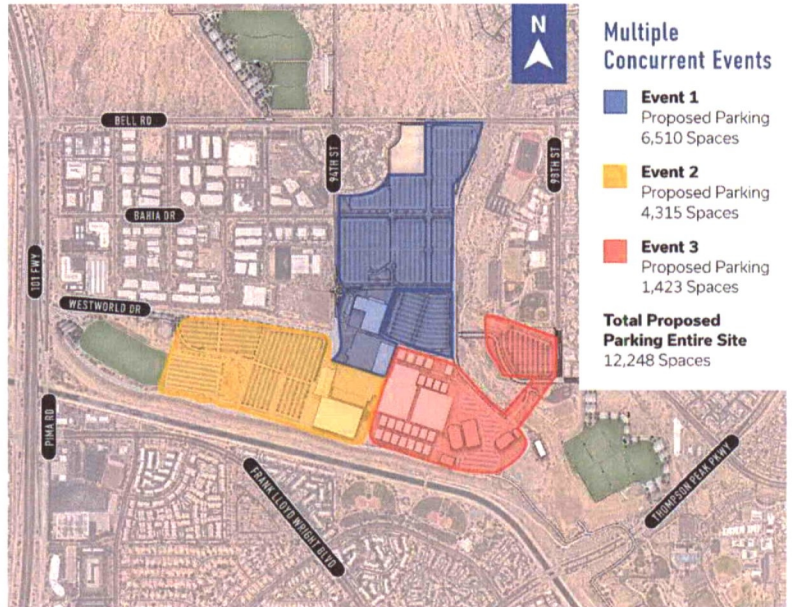 N
Multiple
Concurrent Events
Event 1
Proposed Parking
6,510 Spaces
Event 2
Proposed Parking
4,315 Spaces
Event 3
Proposed Parking
1,423 Spaces
Total Proposed
Parking Entire Site
12,248 Spaces
BELL RD
94TH ST
98TH ST
BAHIA DR
101 FWY
WESTWORLD DR
PIMA RD
FRANK LLOYD WRIGHT BLVD
THOMPSON PEAK PKWY